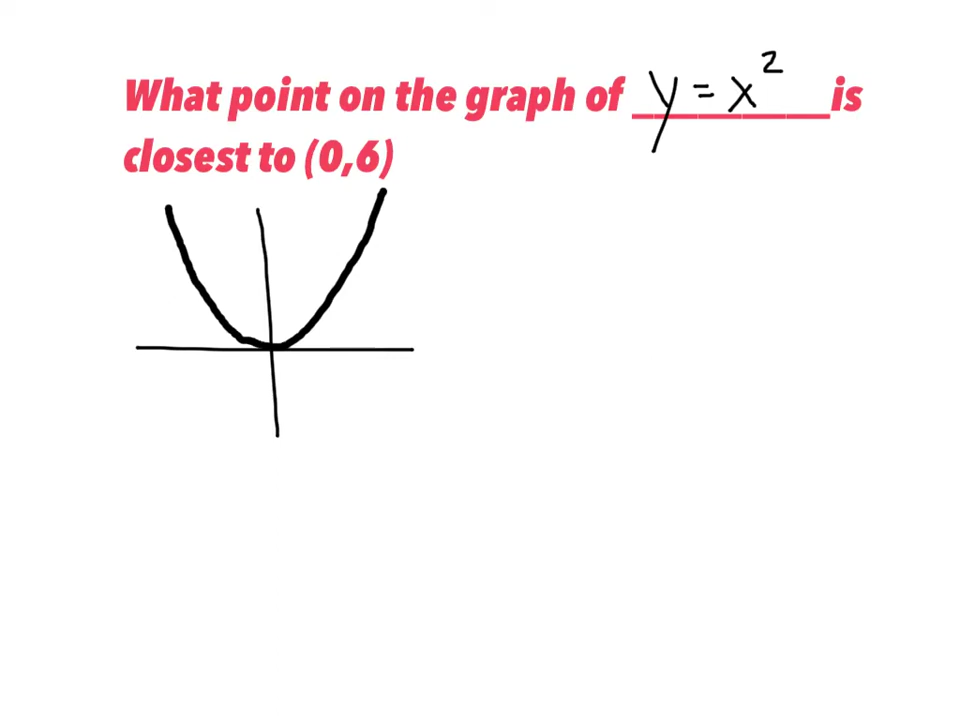 What point on the graph of y = x² is
closest to (0,6)